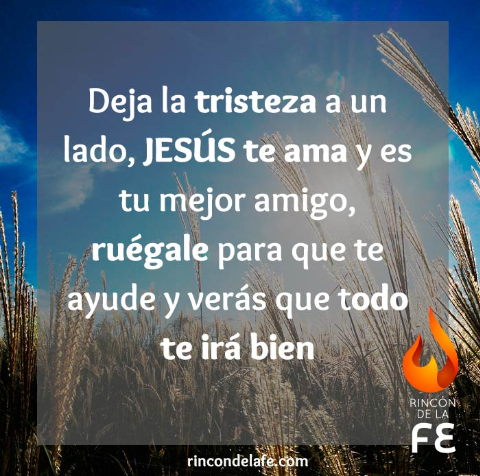 Deja la tristeza a un
lado, JESÚS te ama y es
tu mejor amigo,
ruégale para que te
ayude y verás que todo
te irá bien
RINCÓN
DE LA
FE
rincondelafe.com